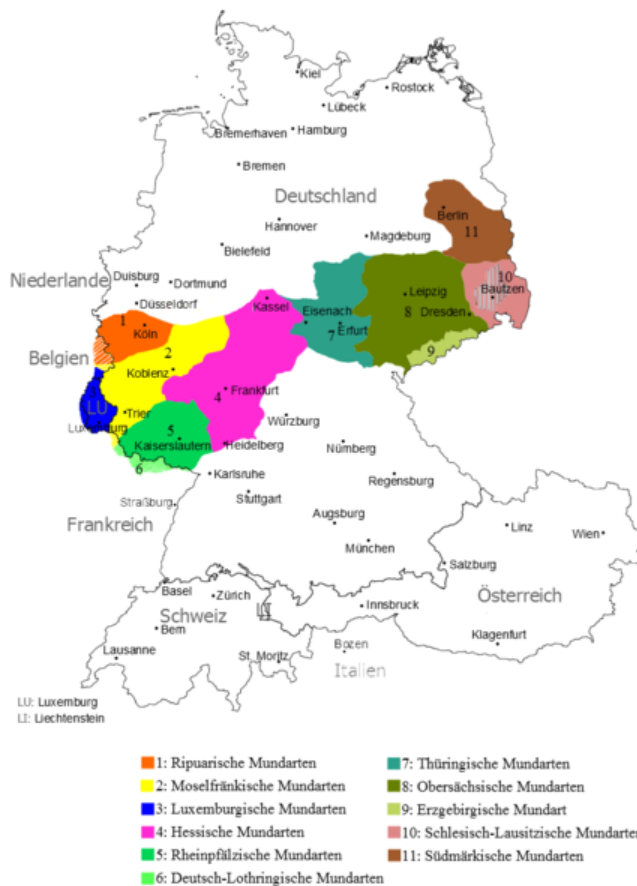 Kiel
Rostock
Lübeck
Bremerhaven
Hamburg
Bremen
Deutschland
Berlin
Hannover
11
Magdeburg
Bielefeld
10
Niederlande
Duisburg
Dortmund
Leipzig
Bautzen
Kassel
Düsseldorf
Eisenach
8
Dresden
1
Köln
7
Erfurt
2
9
Belgien
Koblenz
4
Frankfurt
3
LU
Trier
Würzburg
Luxemburg
5
Kaiserslautern
Heidelberg
Nürnberg
6
Karlsruhe
Regensburg
Stuttgart
Straßburg
Frankreich
Augsburg
Linz
Wien
München
Salzburg
Basel
Zürich
Österreich
Schweiz
LI
Innsbruck
Bern
Klagenfurt
Lausanne
St. Moritz
Bozen
Italien
LU: Luxemburg
LI: Liechtenstein
1: Ripuarische Mundarten
2: Moselfränkische Mundarten
3: Luxemburgische Mundarten
4: Hessische Mundarten
5: Rheinpfälzische Mundarten
6: Deutsch-Lothringische Mundarten
7: Thüringische Mundarten
8: Obersächsische Mundarten
9: Erzgebirgische Mundart
10: Schlesisch-Lausitzische Mundarten
11: Südmärkische Mundarten